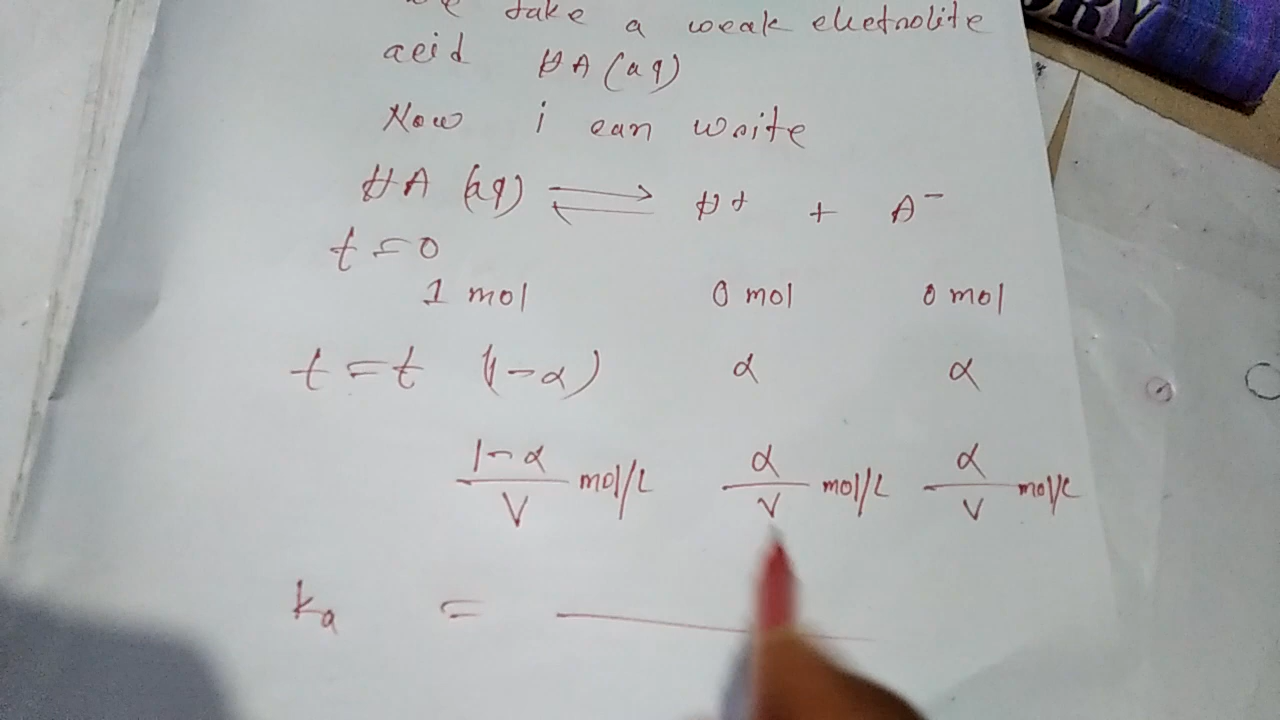 take a weak eletnolite
acid HA (aq)
Now i can write
HA (aq) ⇌ H+ + A−
t = 0
1 mol 0 mol 0 mol
t = t (1-α) α α
1-α/V mol/L α/V mol/L α/V mol/L
ka =